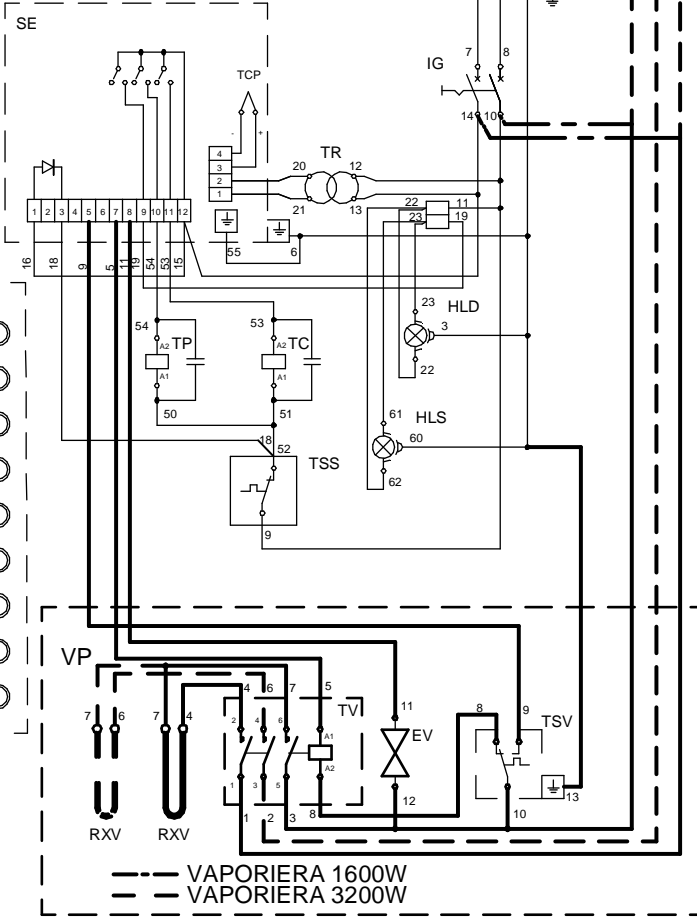 SE
TCP
- +
4
3
2
1
1 2 3 4 5 6 7 8 9 10 11 12
16 18 9 5 11 19 54 53 15
55
6
IG
7 8
14 10
TR
20 12
21 13
22 11
23 19
23 HLD
3
22
61 HLS
60
62
54
A2 TP
A1
50
53
A2 TC
A1
51
18
52
TSS
9
VP
7 6
RXV
7 4
RXV
4 6 7 5
TV
2 4 6 A1
A2
1 3 5
1 2 3 8
11
EV
12
8 9
TSV
10
13
VAPORIERA 1600W
VAPORIERA 3200W